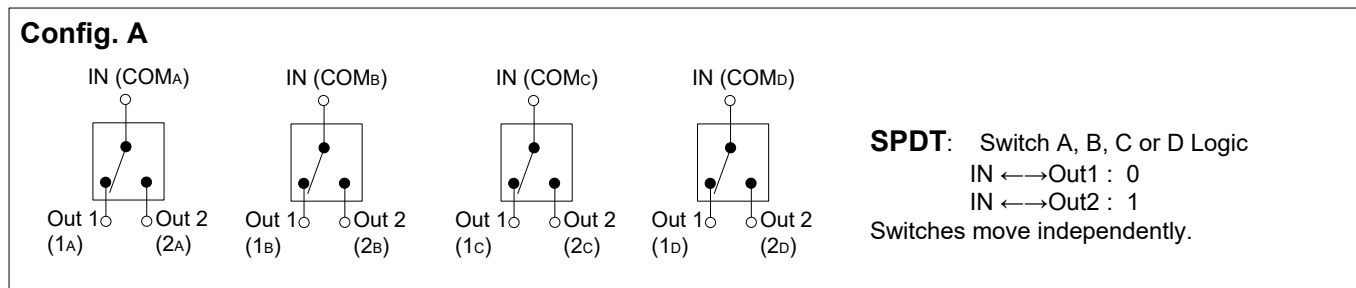 Config. A
IN (COMA) IN (COMB) IN (COMC) IN (COMD)
Out 1 Out 2 Out 1 Out 2 Out 1 Out 2 Out 1 Out 2
(1A) (2A) (1B) (2B) (1C) (2C) (1D) (2D)
SPDT: Switch A, B, C or D Logic
IN ←→Out1 : 0
IN ←→Out2 : 1
Switches move independently.